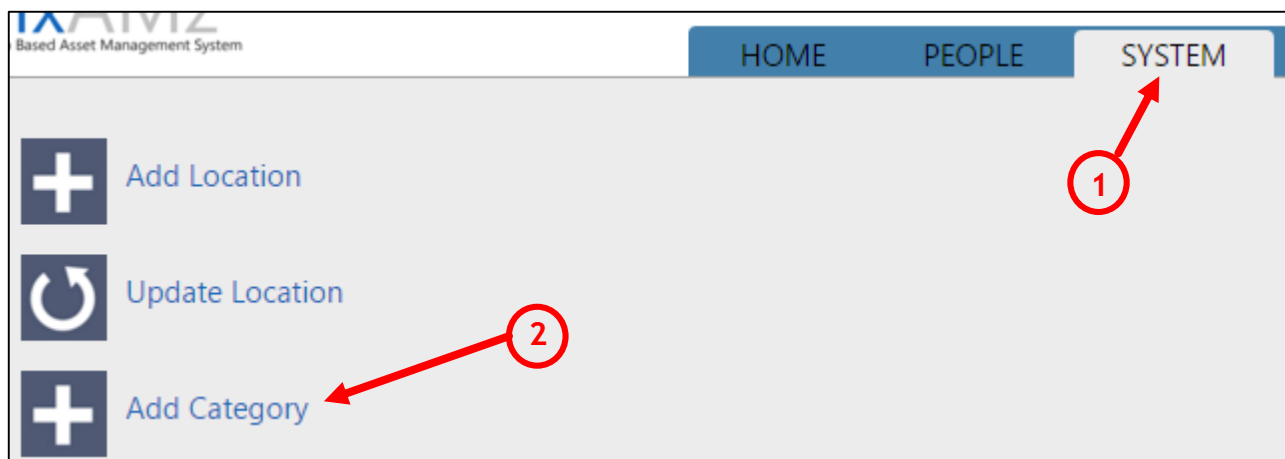 Based Asset Management System
HOME PEOPLE SYSTEM
1
Add Location
Update Location
2
Add Category